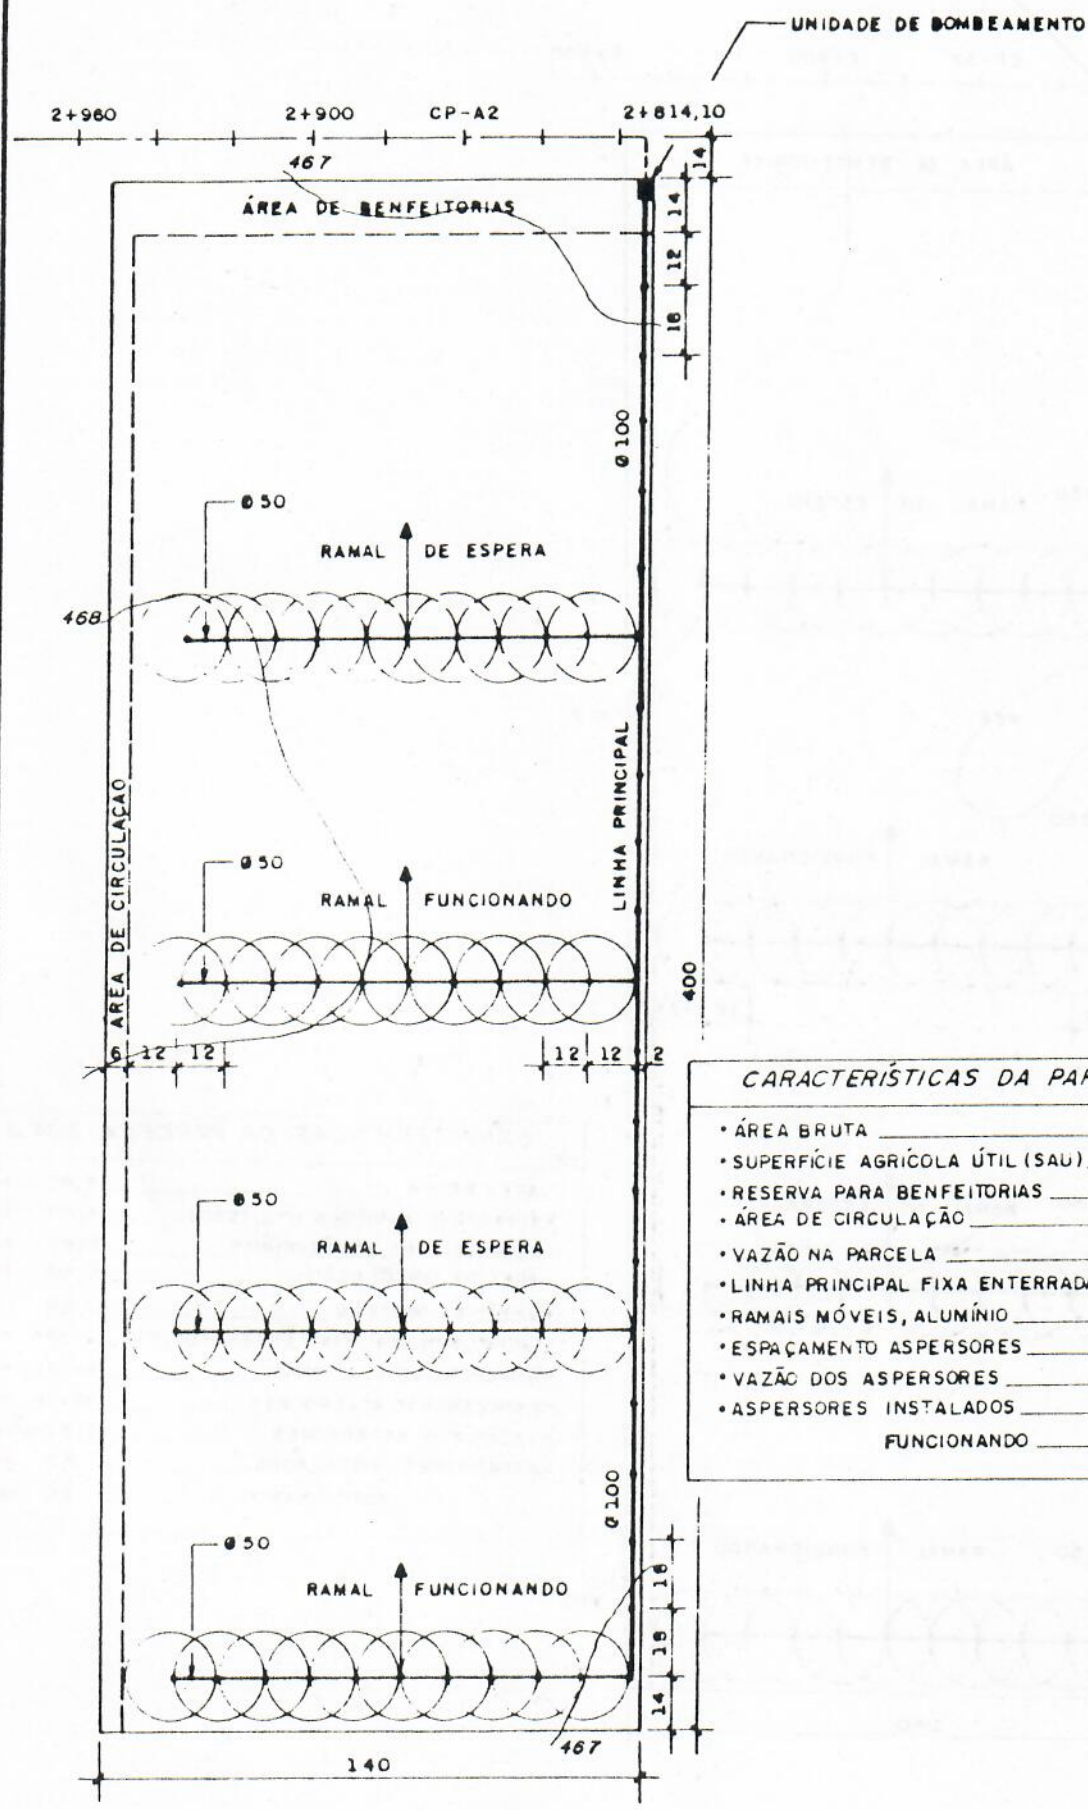 UNIDADE DE BOMBEAMENTO
2+960 2+900 CP-A2 2+814,10
14
467
ÁREA DE BENFEITORIAS
14
12
18
Ø 100
Ø 50
RAMAL DE ESPERA
468
LINHA PRINCIPAL
ÁREA DE CIRCULAÇÃO
Ø 50
RAMAL FUNCIONANDO
400
6 12 12 12 12 2
CARACTERÍSTICAS DA PAR
• ÁREA BRUTA
• SUPERFÍCIE AGRÍCOLA ÚTIL (SAU)
• RESERVA PARA BENFEITORIAS
• ÁREA DE CIRCULAÇÃO
• VAZÃO NA PARCELA
• LINHA PRINCIPAL FIXA ENTERRADA
• RAMAIS MÓVEIS, ALUMÍNIO
• ESPAÇAMENTO ASPERSORES
• VAZÃO DOS ASPERSORES
• ASPERSORES INSTALADOS
FUNCIONANDO
Ø 50
RAMAL DE ESPERA
Ø 100
Ø 50
RAMAL FUNCIONANDO
18
18
14
467
140